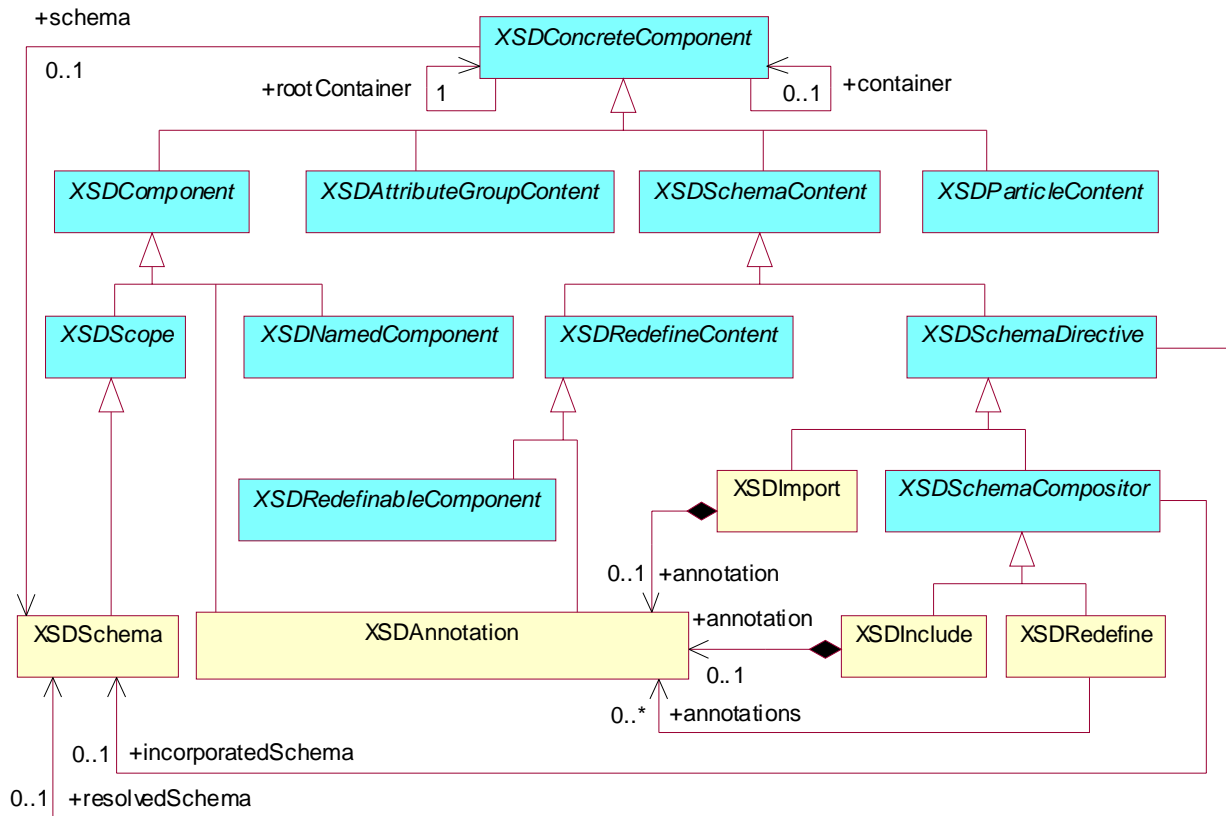 +schema
XSDConcreteComponent
0..1
+rootContainer
1
0..1
+container
XSDComponent
XSDAttributeGroupContent
XSDSchemaContent
XSDParticleContent
XSDScope
XSDNamedComponent
XSDRedefineContent
XSDSchemaDirective
XSDRedefinableComponent
XSDImport
XSDSchemaCompositor
0..1
+annotation
XSDSchema
XSDAnnotation
+annotation
0..1
XSDInclude
XSDRedefine
0..*
+annotations
0..1
+incorporatedSchema
0..1
+resolvedSchema